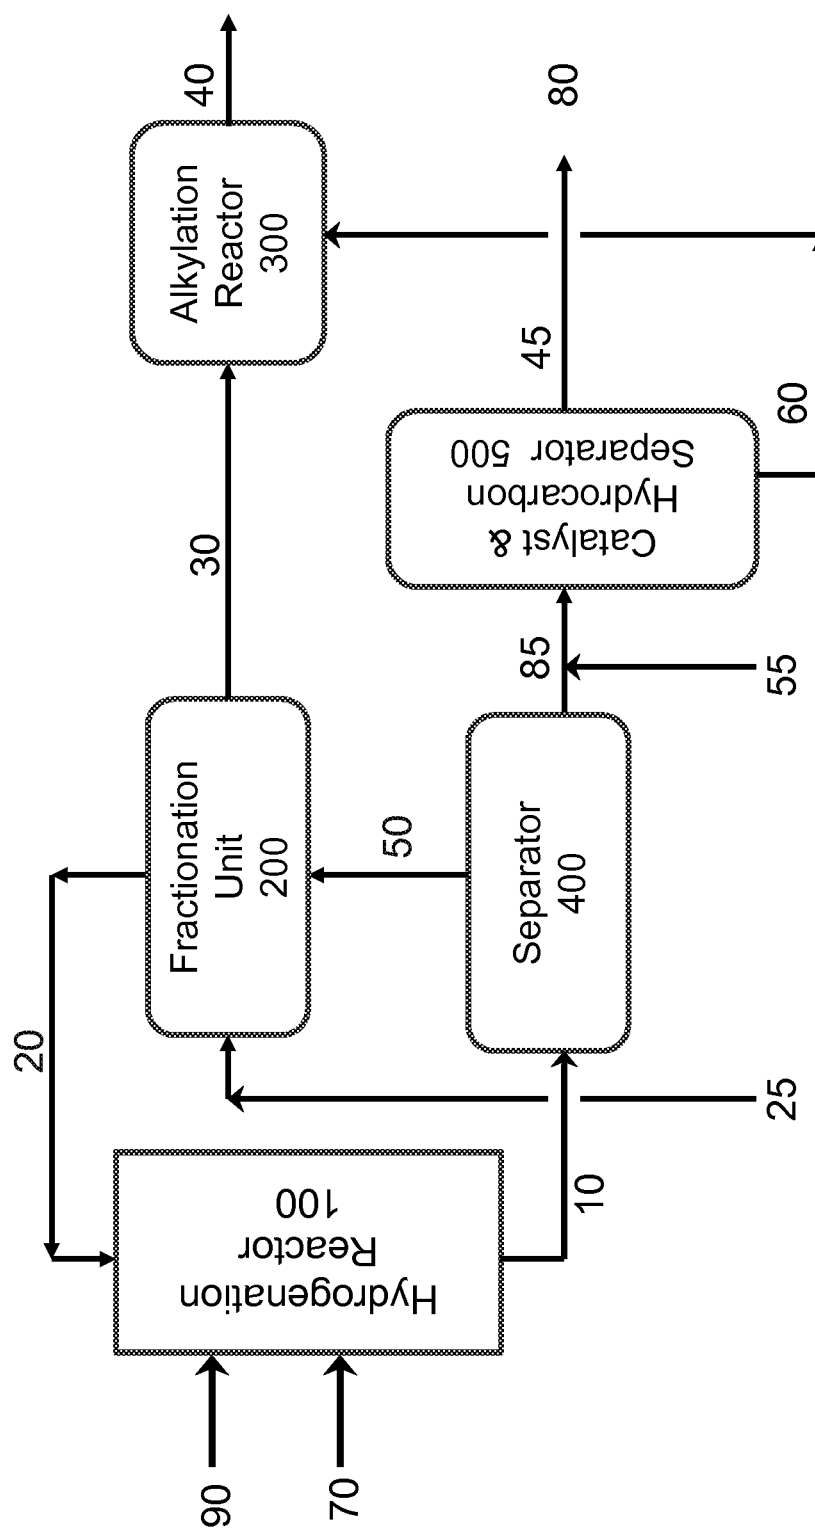 90
70
Hydrogenation
Reactor
100
20
10
25
Fractionation
Unit
200
50
Separator
400
30
85
55
Catalyst &
Hydrocarbon
Separator 500
45
60
Alkylation
Reactor
300
40
80